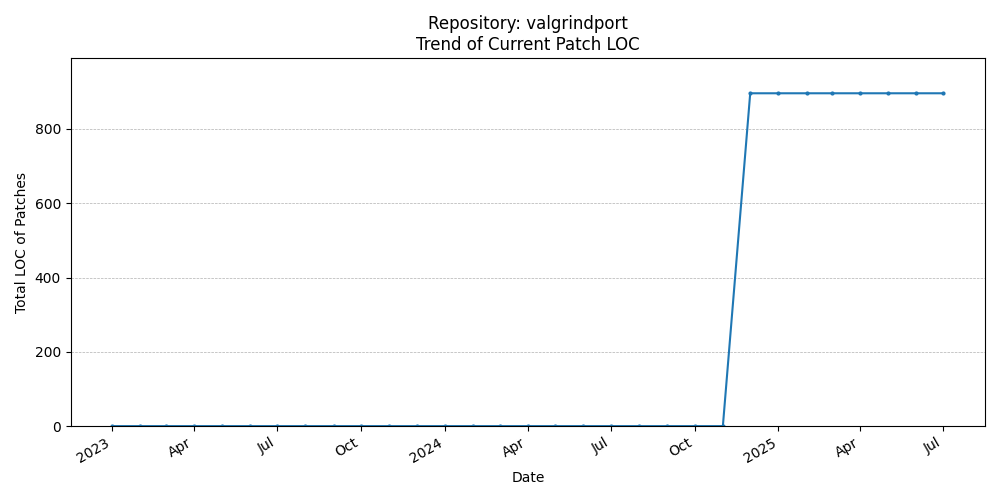 Repository: valgrindport
Trend of Current Patch LOC
Total LOC of Patches
800
600
400
200
0
2023
Apr
Jul
Oct
2024
Apr
Jul
Oct
2025
Apr
Jul
Date